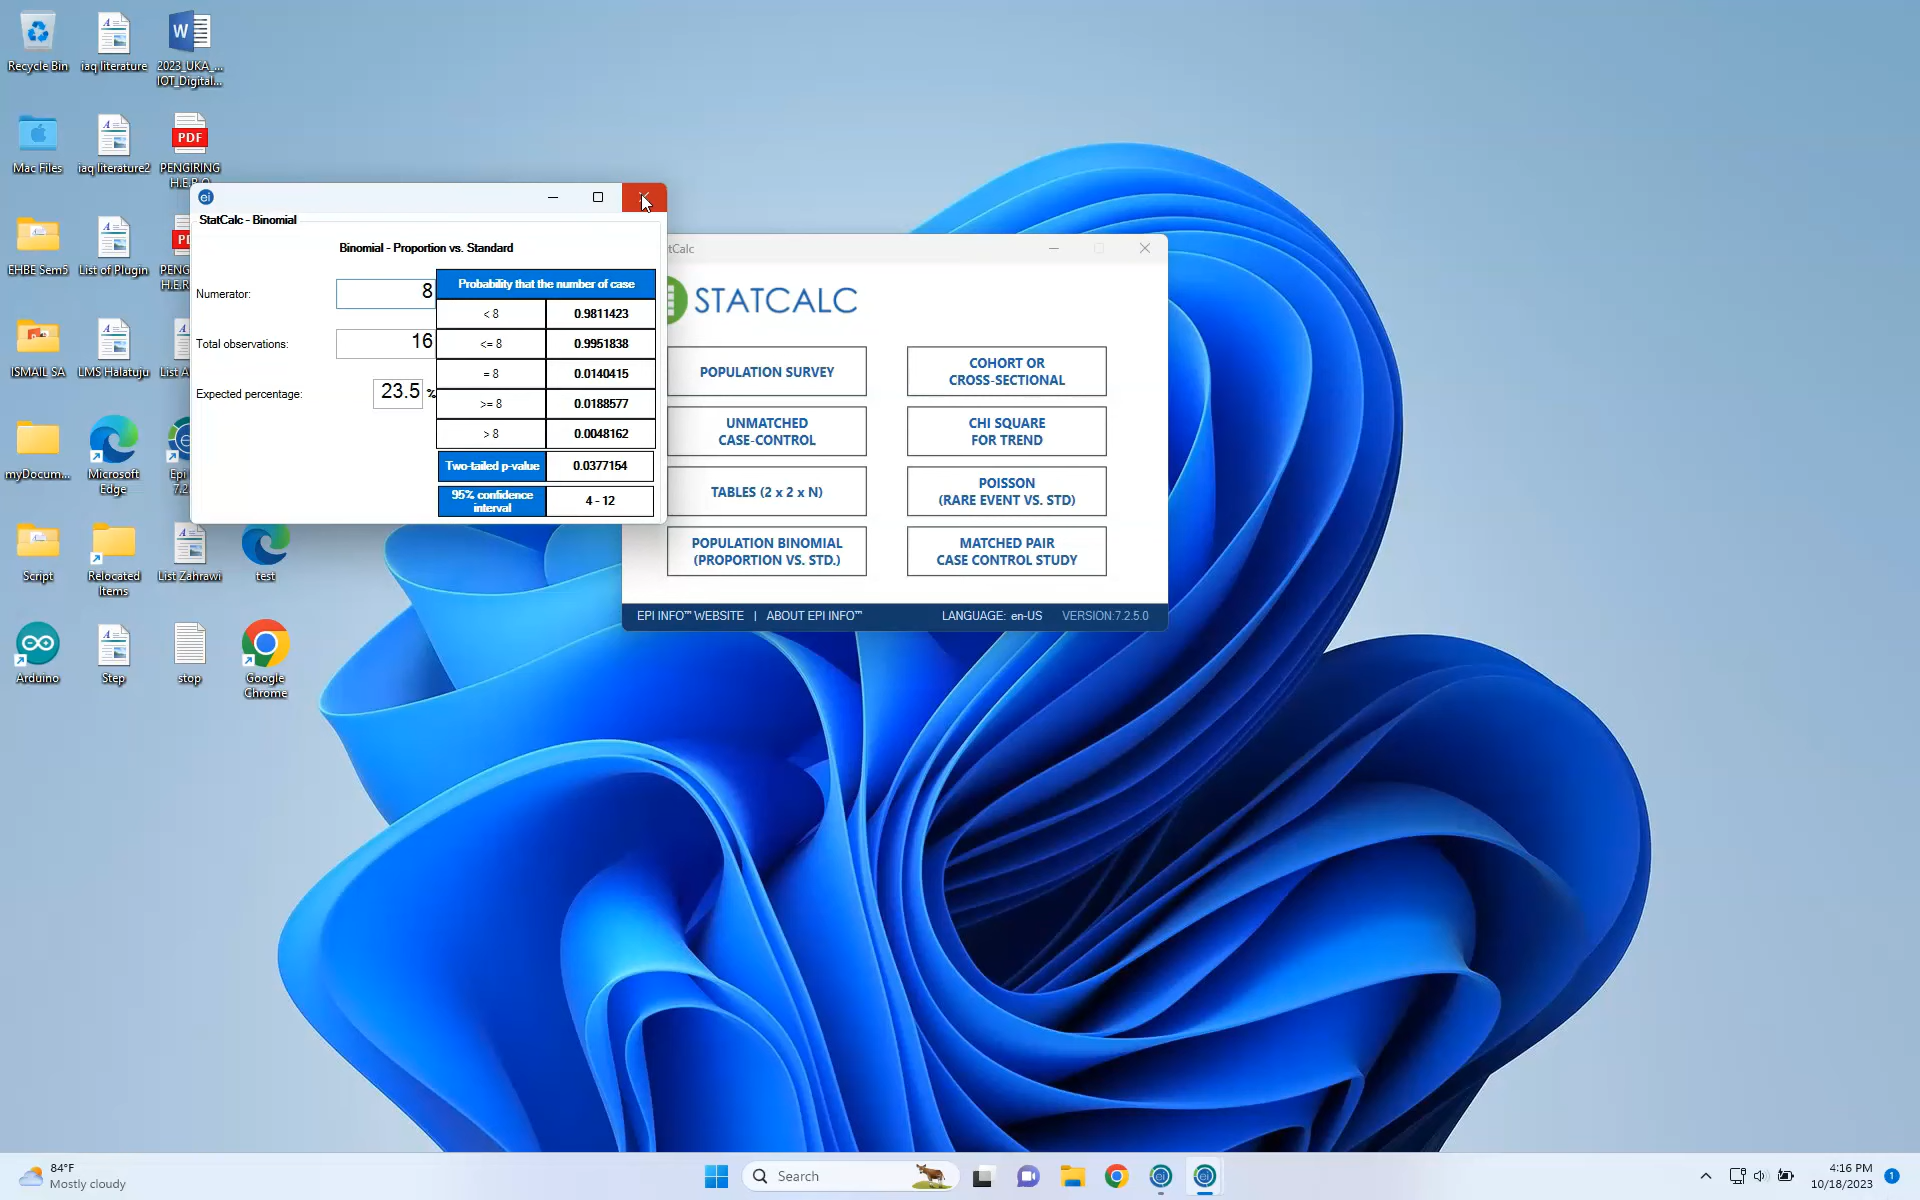 Recycle Bin
iaq literature
2023_UKA_...
IOT_Digital...
Mac Files
iaq literature2
PDF
PENGIRING
H.E.R.O
EHBE Sem5
List of Plugin
ISMAIL SA
LMS Halatuju
myDocum...
Microsoft
Edge
Script
Relocated
Items
List Zahrawi
test
Arduino
Step
stop
Google
Chrome
ei
StatCalc - Binomial
Binomial - Proportion vs. Standard
Numerator:
8
Total observations:
16
Expected percentage:
23.5 %
Probability that the number of case
< 8 0.9811423
<= 8 0.9951838
= 8 0.0140415
>= 8 0.0188577
> 8 0.0048162
Two-tailed p-value 0.0377154
95% confidence
interval
4 - 12
tCalc
STATCALC
POPULATION SURVEY
COHORT OR
CROSS-SECTIONAL
UNMATCHED
CASE-CONTROL
CHI SQUARE
FOR TREND
TABLES (2 x 2 x N)
POISSON
(RARE EVENT VS. STD)
POPULATION BINOMIAL
(PROPORTION VS. STD.)
MATCHED PAIR
CASE CONTROL STUDY
EPI INFO™ WEBSITE | ABOUT EPI INFO™ LANGUAGE: en-US VERSION:7.2.5.0
84°F
Mostly cloudy
Search
4:16 PM
10/18/2023
1